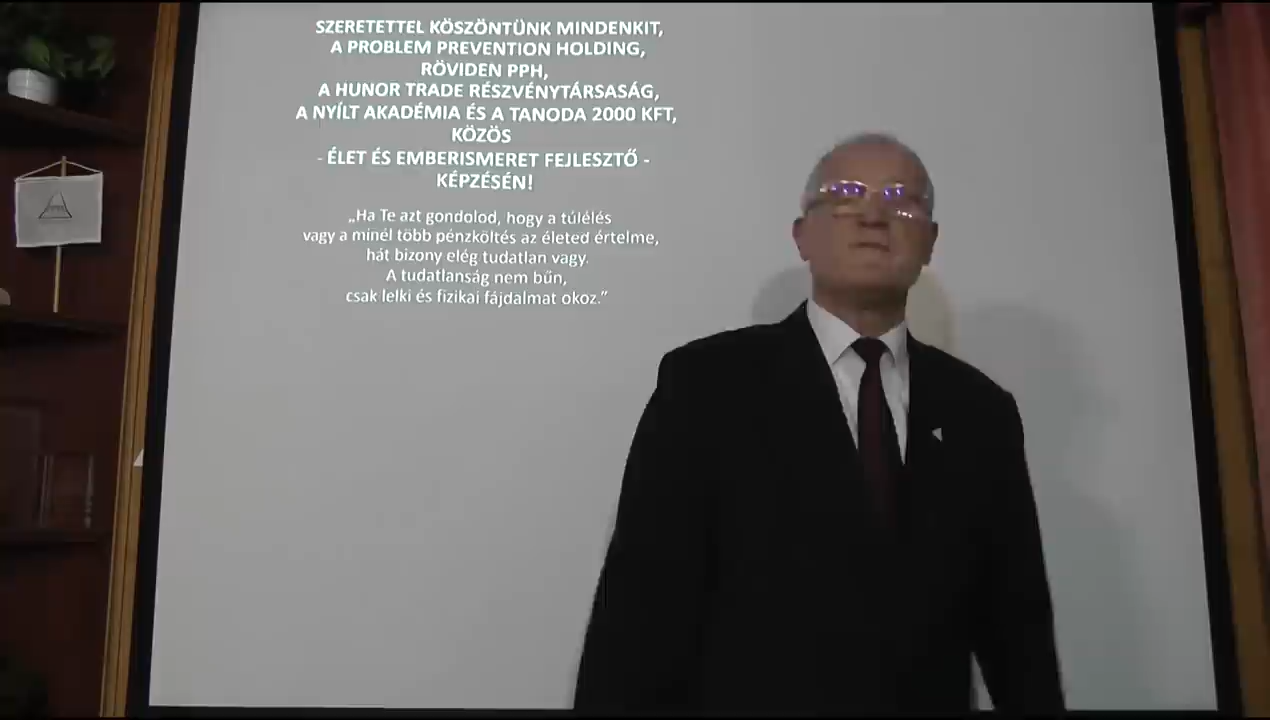 SZERETETTEL KÖSZÖNTÜNK MINDENKIT,
A PROBLEM PREVENTION HOLDING,
RÖVIDEN PPH,
A HUNOR TRADE RÉSZVÉNYTÁRSASÁG,
A NYÍLT AKADÉMIA ÉS A TANODA 2000 KFT,
KÖZÖS
- ÉLET ÉS EMBERISMERET FEJLESZTŐ -
KÉPZÉSÉN!
„Ha Te azt gondolod, hogy a túlélés
vagy a minél több pénzköltés az életed értelme,
hát bizony elég tudatlan vagy.
A tudatlanság nem bűn,
csak lelki és fizikai fájdalmat okoz.”